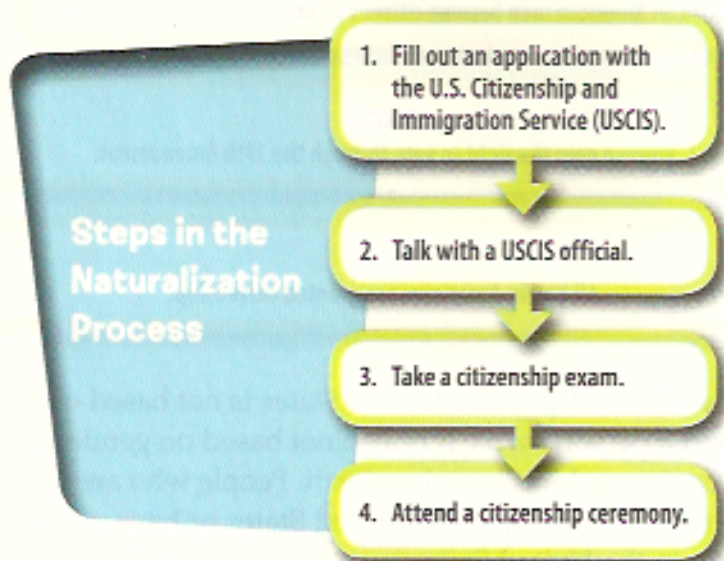 Steps in the
Naturalization
Process
1. Fill out an application with
the U.S. Citizenship and
Immigration Service (USCIS).
2. Talk with a USCIS official.
3. Take a citizenship exam.
4. Attend a citizenship ceremony.